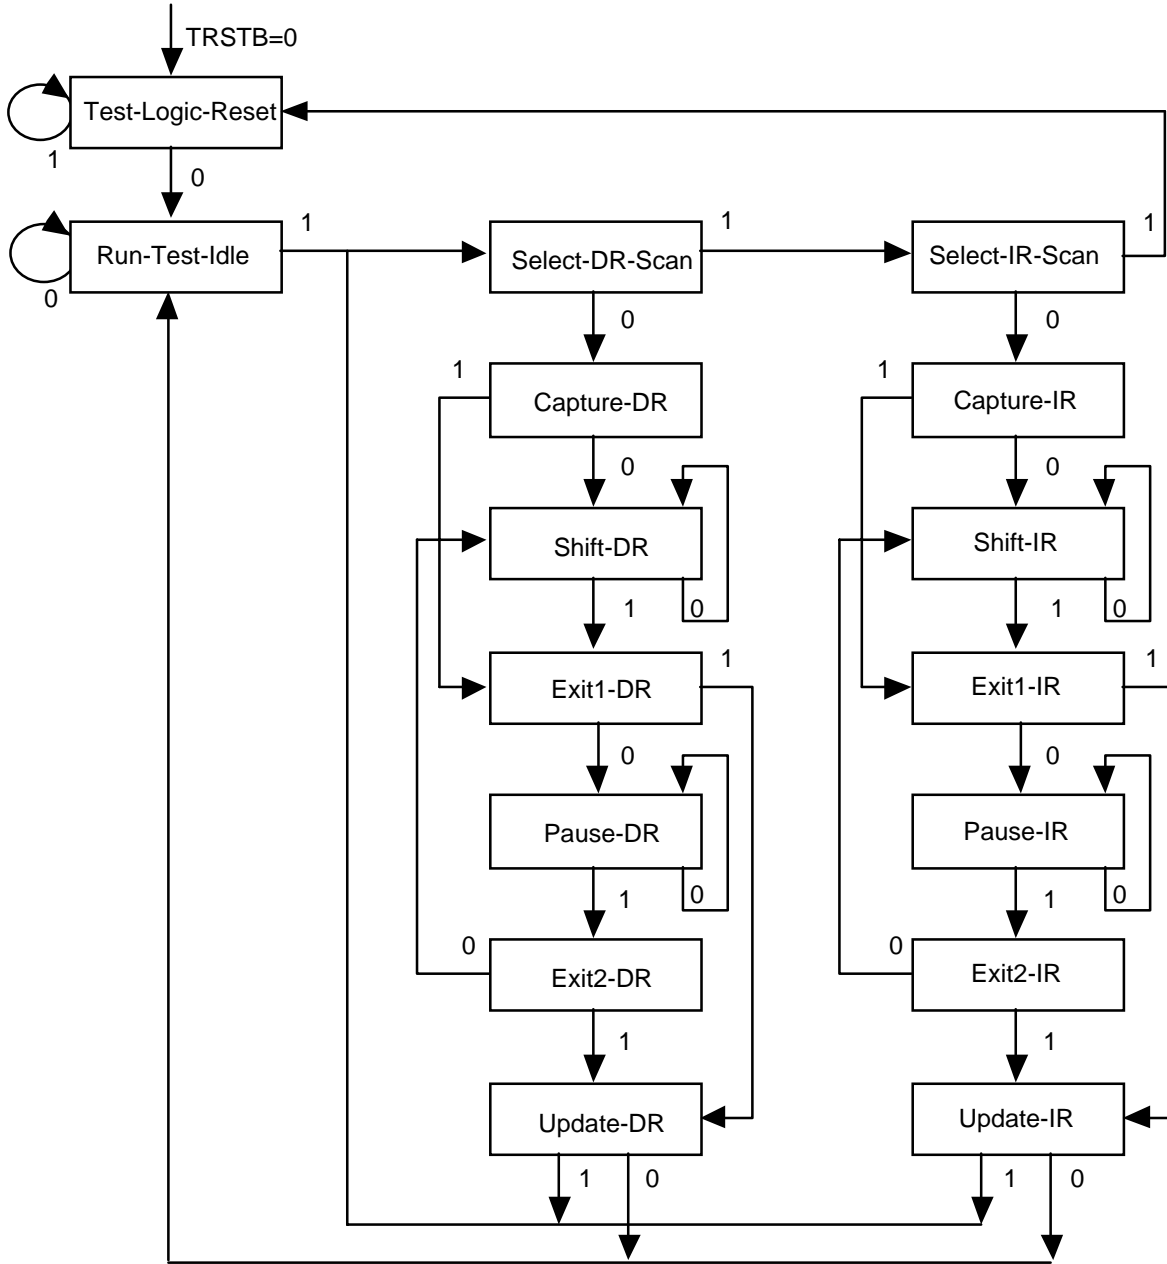 TRSTB=0
Test-Logic-Reset
1
0
Run-Test-Idle
1
0
Select-DR-Scan
1
Select-IR-Scan
1
0
0
1
Capture-DR
1
Capture-IR
0
0
Shift-DR
Shift-IR
1
0
1
0
Exit1-DR
1
Exit1-IR
1
0
0
Pause-DR
Pause-IR
1
0
1
0
0
Exit2-DR
0
Exit2-IR
1
1
Update-DR
Update-IR
1
0
1
0